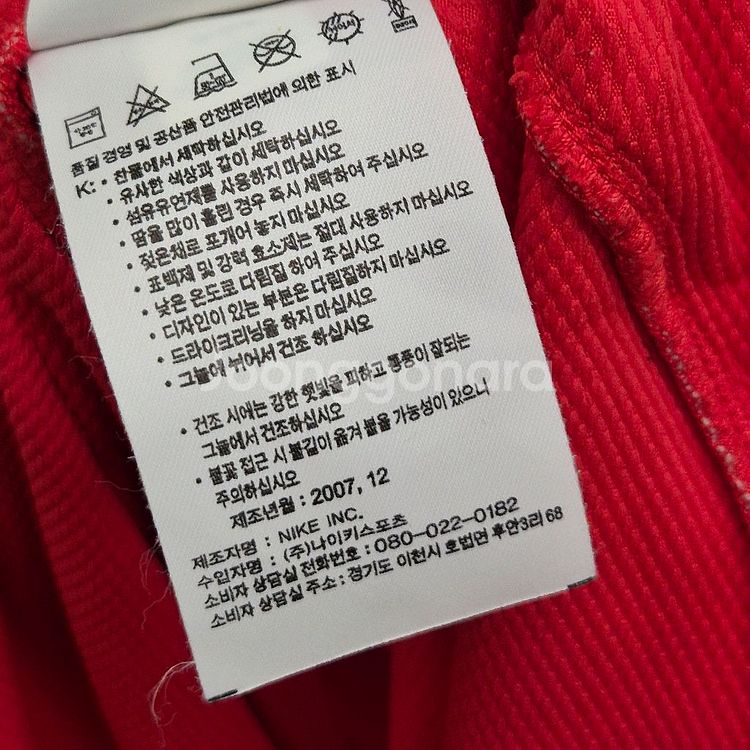 품질 경영 및 공산품 안전관리법에 의한 표시
K: • 찬물에서 세탁하십시오
• 유사한 색상과 같이 세탁하십시오
• 섬유유연제를 사용하지 마십시오
• 땀을 많이 흘린 경우 즉시 세탁하여 주십시오
• 젖은채로 포개어 놓지 마십시오
• 표백제 및 강력 효소제는 절대 사용하지 마십시오
• 낮은 온도로 다림질 하여 주십시오
• 디자인이 있는 부분은 다림질하지 마십시오
• 드라이크리닝을 하지 마십시오
• 그늘에 뉘어서 건조 하십시오
• 건조 시에는 강한 햇빛을 피하고 통풍이 잘되는
그늘에서 건조하십시오
• 불꽃 접근 시 불길이 옮겨 붙을 가능성이 있으니
주의하십시오
제조년월 : 2007, 12
제조자명 : NIKE INC.
수입자명 : (주)나이키스포츠
소비자 상담실 전화번호 : 080-022-0182
소비자 상담실 주소 : 경기도 이천시 호법면 후안3리 68
joonggonara